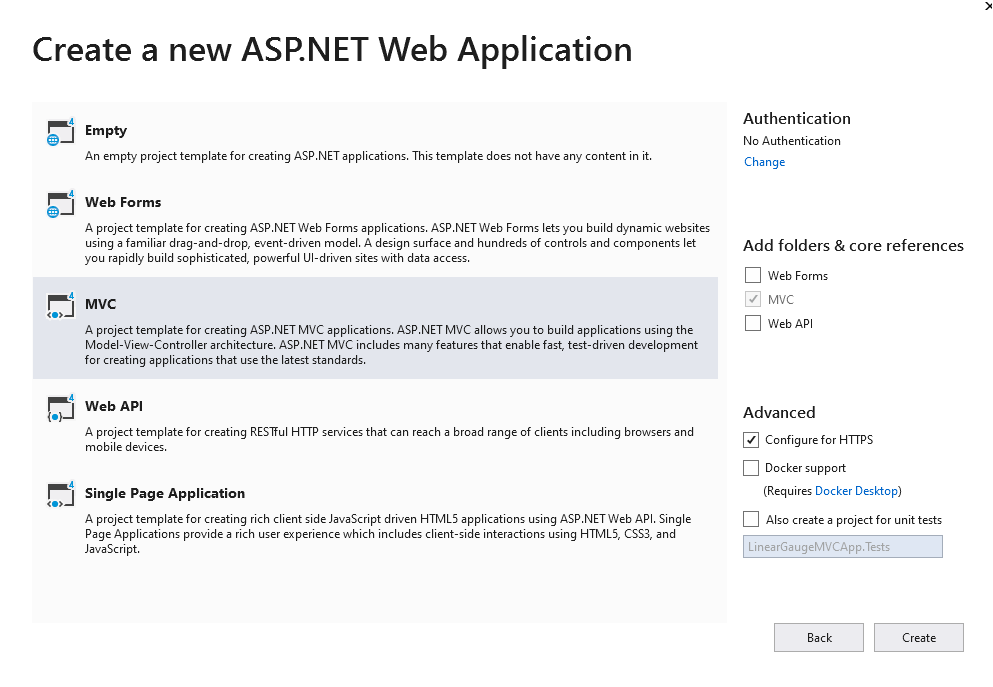 Create a new ASP.NET Web Application
Empty
An empty project template for creating ASP.NET applications. This template does not have any content in it.
Web Forms
A project template for creating ASP.NET Web Forms applications. ASP.NET Web Forms lets you build dynamic websites
using a familiar drag-and-drop, event-driven model. A design surface and hundreds of controls and components let
you rapidly build sophisticated, powerful UI-driven sites with data access.
MVC
A project template for creating ASP.NET MVC applications. ASP.NET MVC allows you to build applications using the
Model-View-Controller architecture. ASP.NET MVC includes many features that enable fast, test-driven development
for creating applications that use the latest standards.
Web API
A project template for creating RESTful HTTP services that can reach a broad range of clients including browsers and
mobile devices.
Single Page Application
A project template for creating rich client side JavaScript driven HTML5 applications using ASP.NET Web API. Single
Page Applications provide a rich user experience which includes client-side interactions using HTML5, CSS3, and
JavaScript.
Authentication
No Authentication
Change
Add folders & core references
Web Forms
MVC
Web API
Advanced
Configure for HTTPS
Docker support
(Requires Docker Desktop)
Also create a project for unit tests
LinearGaugeMVCApp.Tests
Back
Create